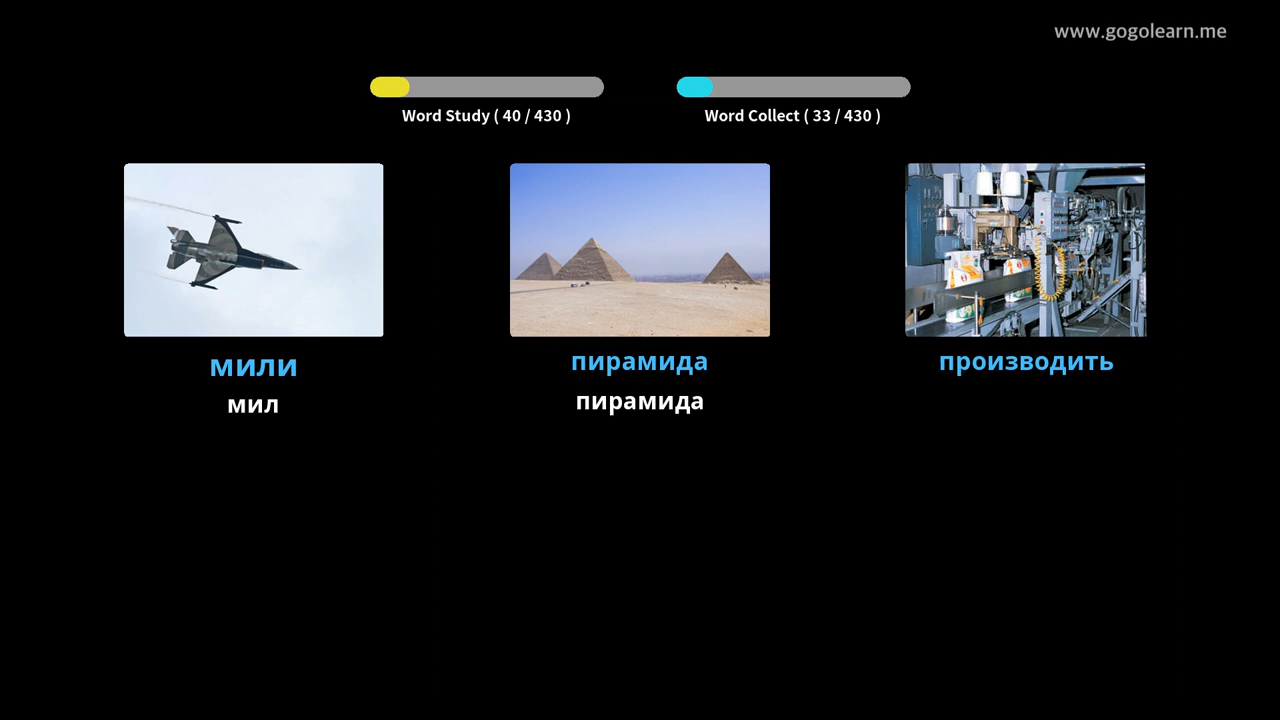 www.gogolearn.me
Word Study ( 40 / 430 )
Word Collect ( 33 / 430 )
мили
мил
пирамида
пирамида
производить